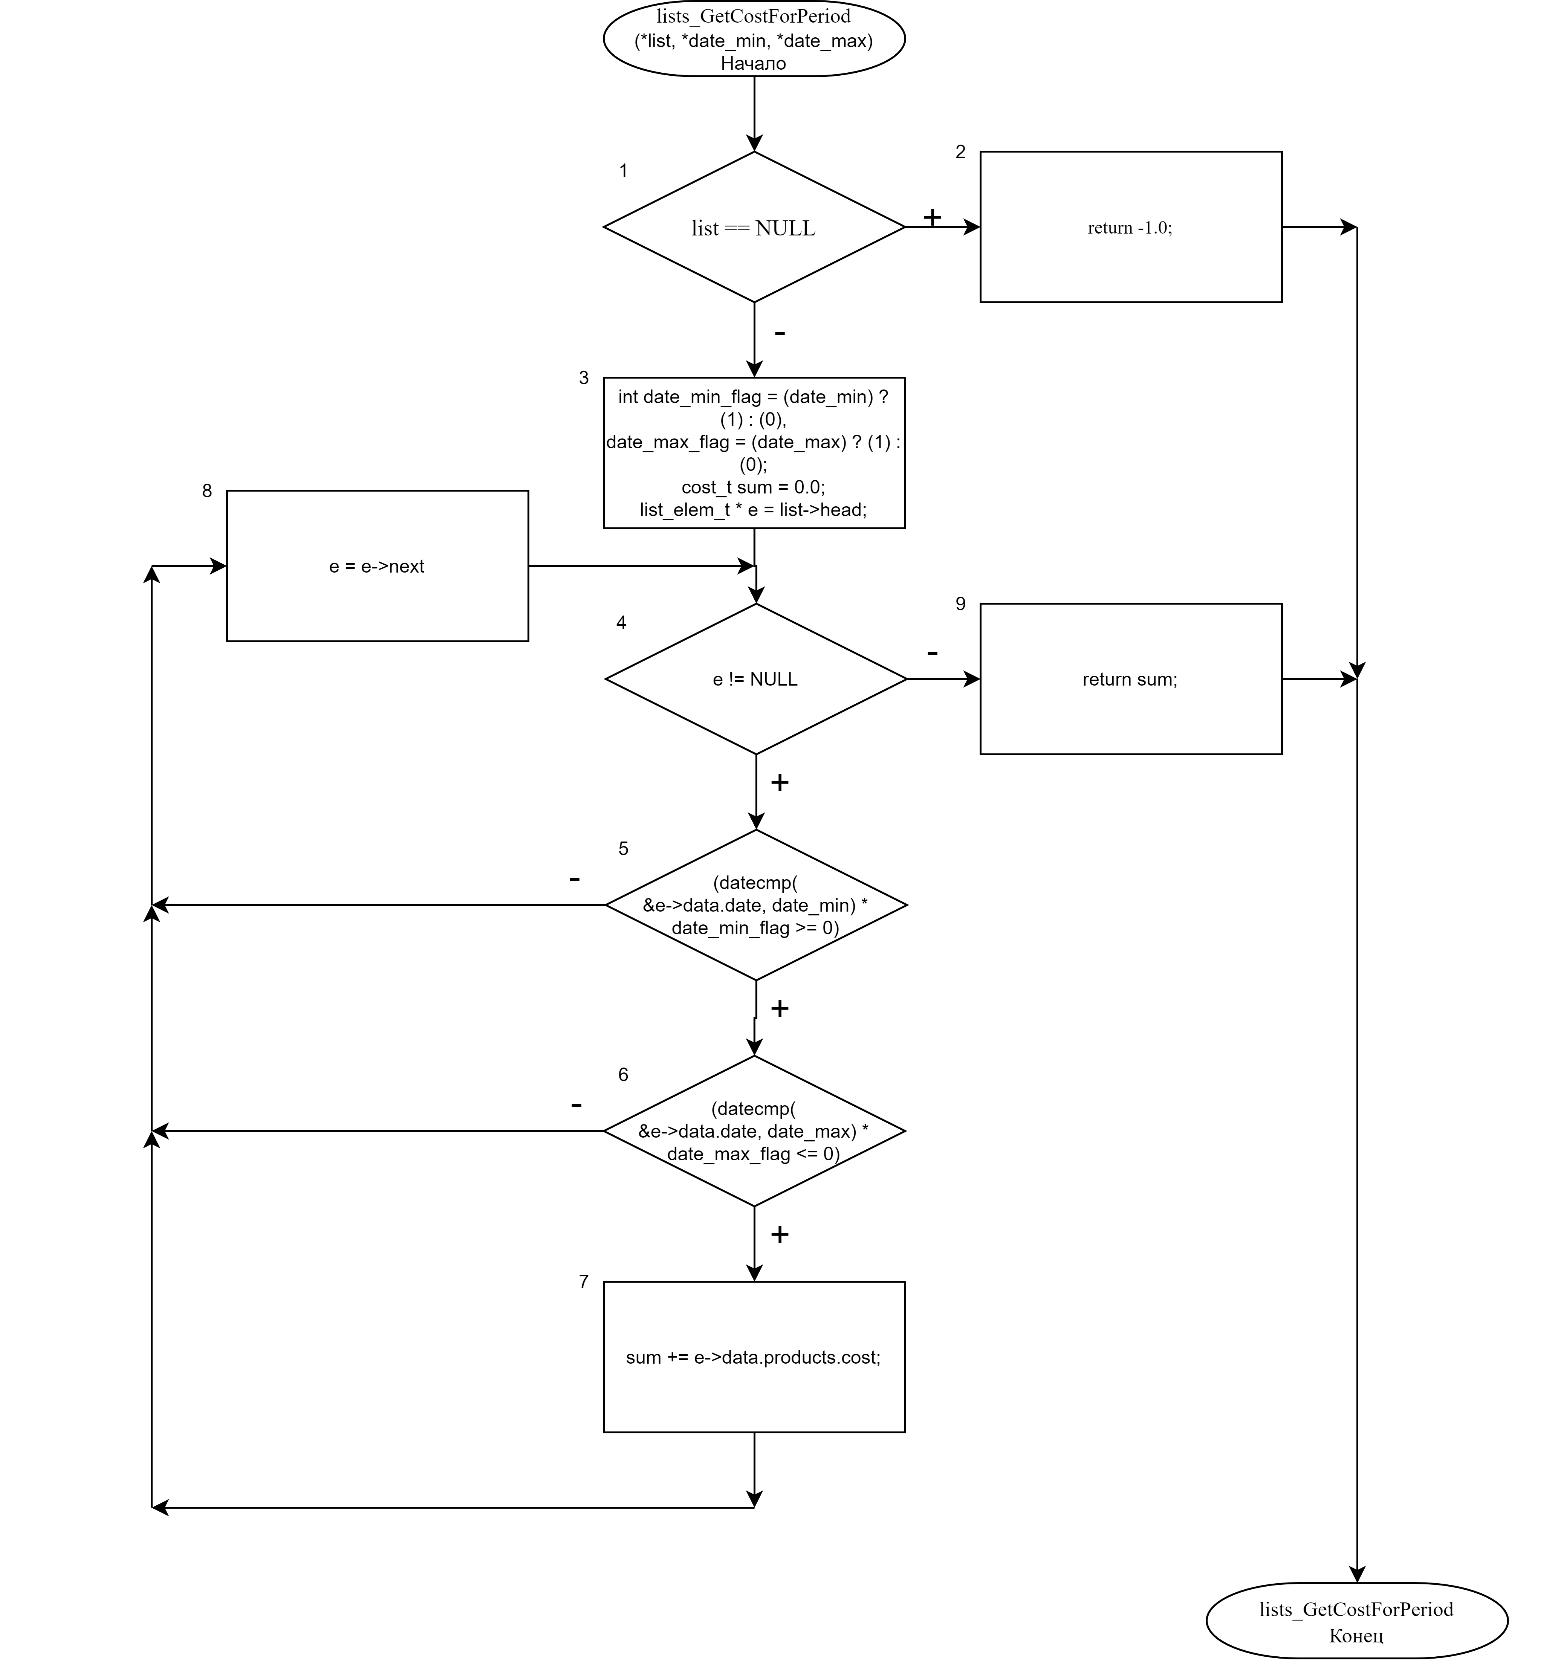 lists_GetCostForPeriod
(*list, *date_min, *date_max)
Начало
1
list == NULL
+
2
return -1.0;
-
3
int date_min_flag = (date_min) ?
(1) : (0),
date_max_flag = (date_max) ? (1) :
(0);
cost_t sum = 0.0;
list_elem_t * e = list->head;
8
e = e->next
4
e != NULL
-
9
return sum;
+
5
-
(datecmp(
&e->data.date, date_min) *
date_min_flag >= 0)
+
6
-
(datecmp(
&e->data.date, date_max) *
date_max_flag <= 0)
+
7
sum += e->data.products.cost;
lists_GetCostForPeriod
Конец